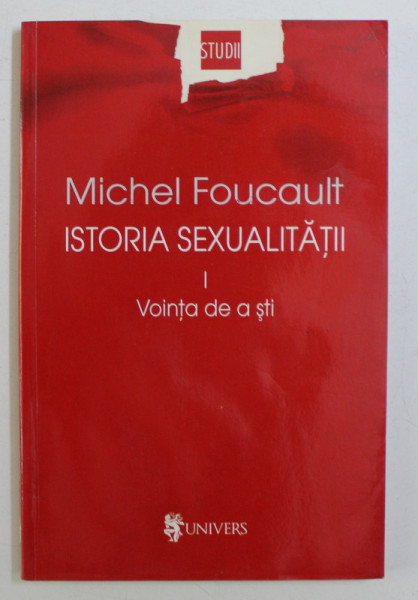 STUDII
Michel Foucault
ISTORIA SEXUALITĂȚII
I
Voința de a ști
UNIVERS